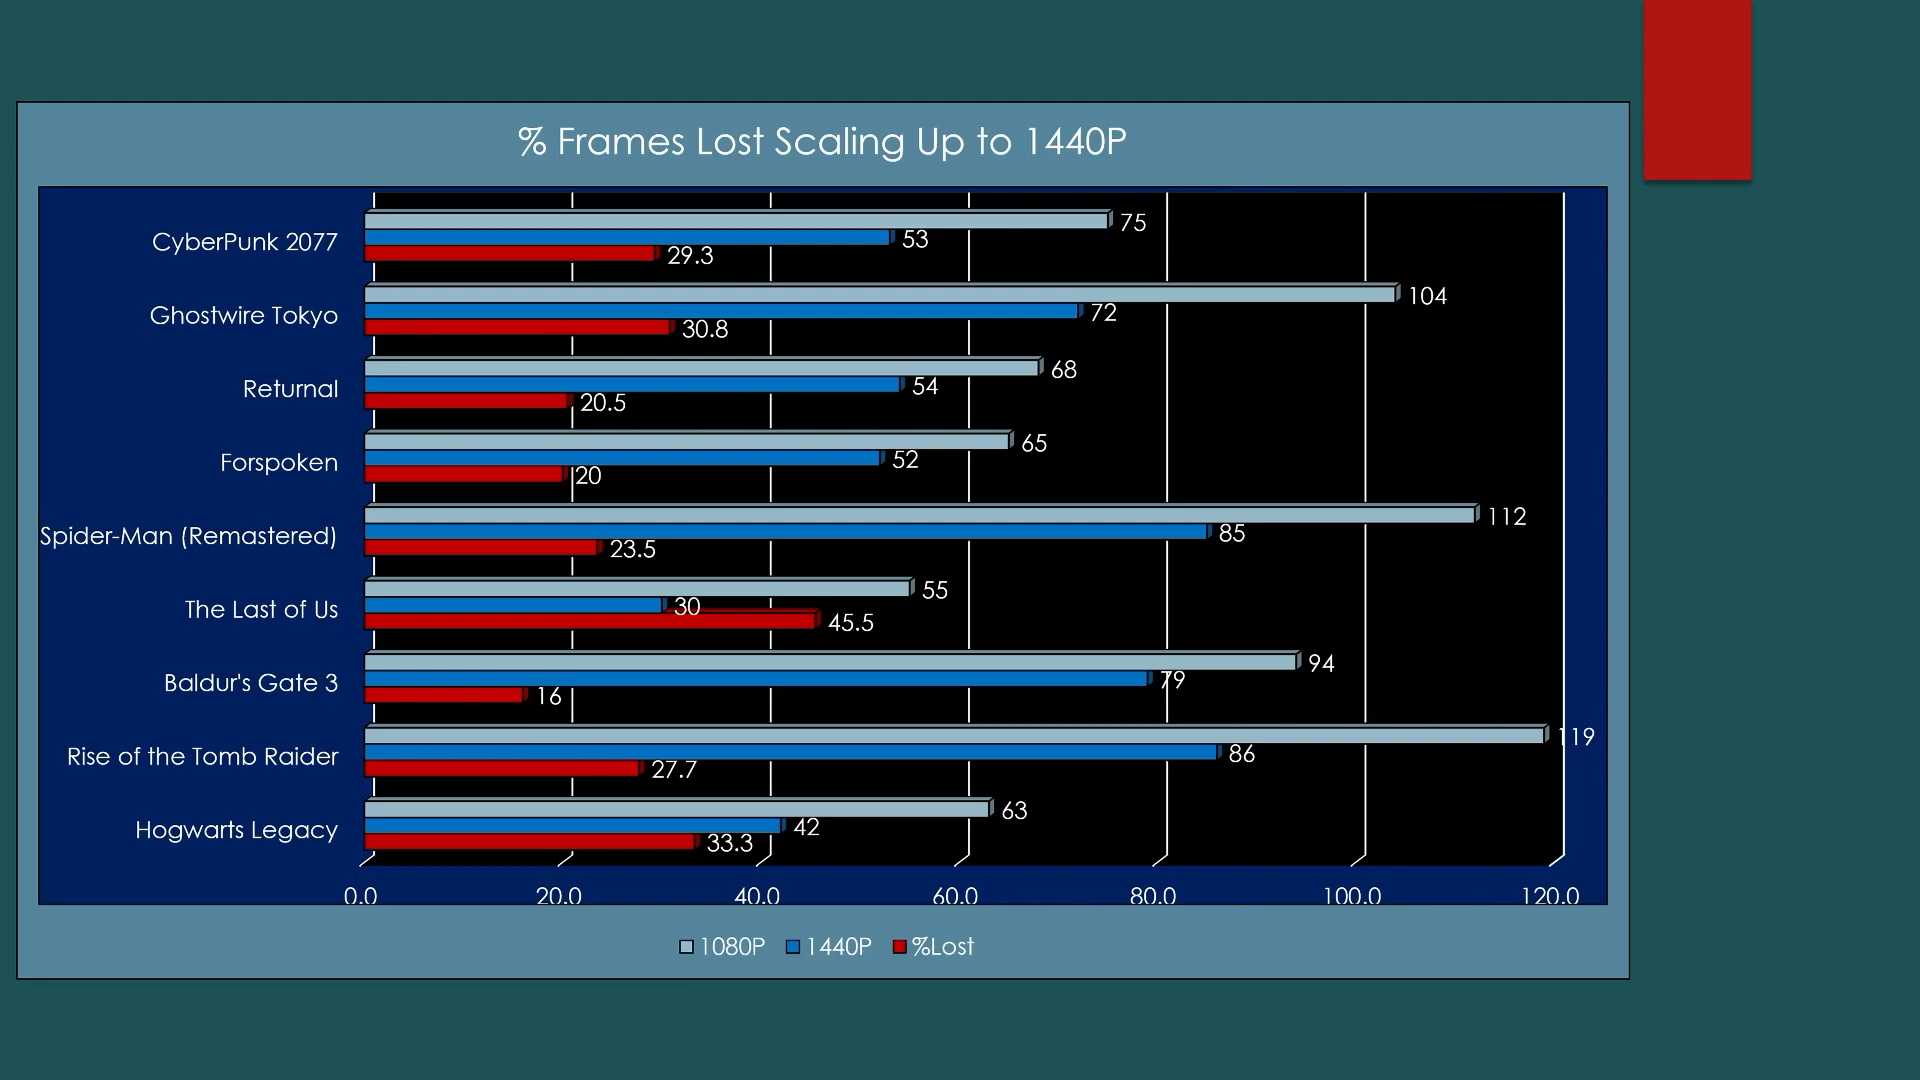 % Frames Lost Scaling Up to 1440P
CyberPunk 2077
75
53
29.3
Ghostwire Tokyo
104
72
30.8
Returnal
68
54
20.5
Forspoken
65
52
20
Spider-Man (Remastered)
112
85
23.5
The Last of Us
55
30
45.5
Baldur's Gate 3
94
79
16
Rise of the Tomb Raider
119
86
27.7
Hogwarts Legacy
63
42
33.3
0.0 20.0 40.0 60.0 80.0 100.0 120.0
1080P 1440P %Lost